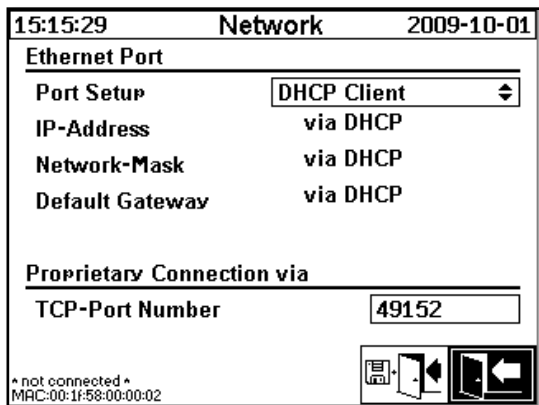 15:15:29 Network 2009-10-01
Ethernet Port
Port Setup DHCP Client
IP-Address via DHCP
Network-Mask via DHCP
Default Gateway via DHCP
Proprietary Connection via
TCP-Port Number 49152
* not connected *
MAC:00:1f:58:00:00:02